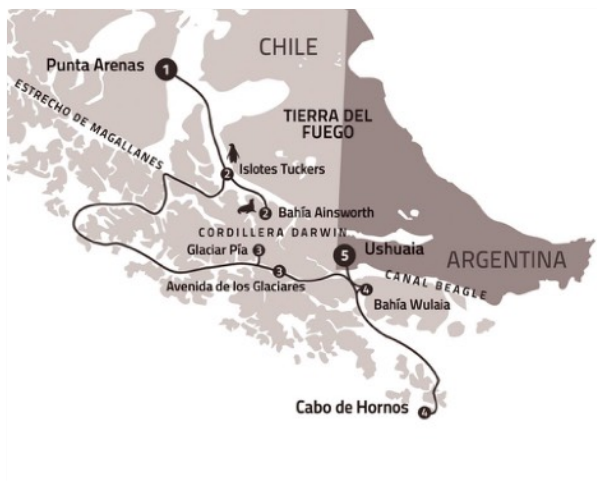 CHILE
Punta Arenas
1
ESTRECHO DE MAGALLANES
TIERRA DEL
FUEGO
2
Islotes Tuckers
2
Bahía Ainsworth
CORDILLERA DARWIN
Glaciar Pía
3
5
Ushuaia
ARGENTINA
3
Avenida de los Glaciares
CANAL BEAGLE
4
Bahía Wulaia
Cabo de Hornos
4